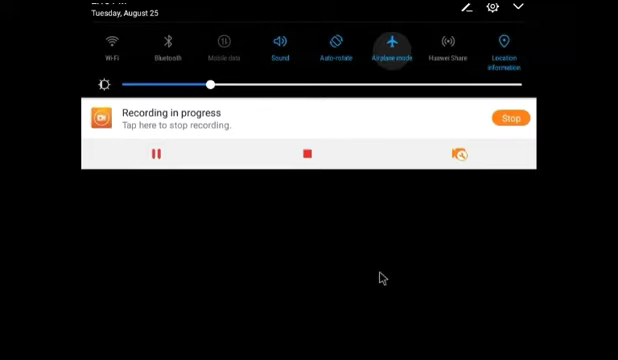 Tuesday, August 25
Wi-Fi
Bluetooth
Mobile data
Sound
Auto-rotate
Airplane mode
Huawei Share
Location
information
Recording in progress
Tap here to stop recording.
Stop